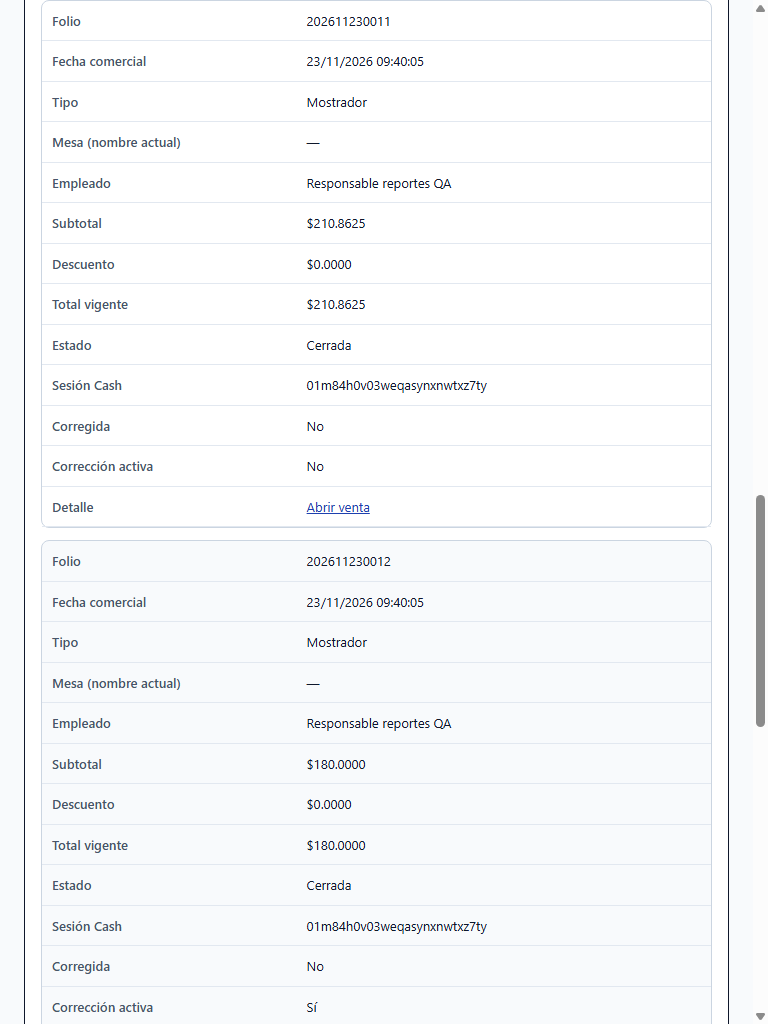 Folio 202611230011
Fecha comercial 23/11/2026 09:40:05
Tipo Mostrador
Mesa (nombre actual) —
Empleado Responsable reportes QA
Subtotal $210.8625
Descuento $0.0000
Total vigente $210.8625
Estado Cerrada
Sesión Cash 01m84h0v03weqasynxnwtxz7ty
Corregida No
Corrección activa No
Detalle Abrir venta
Folio 202611230012
Fecha comercial 23/11/2026 09:40:05
Tipo Mostrador
Mesa (nombre actual) —
Empleado Responsable reportes QA
Subtotal $180.0000
Descuento $0.0000
Total vigente $180.0000
Estado Cerrada
Sesión Cash 01m84h0v03weqasynxnwtxz7ty
Corregida No
Corrección activa Sí